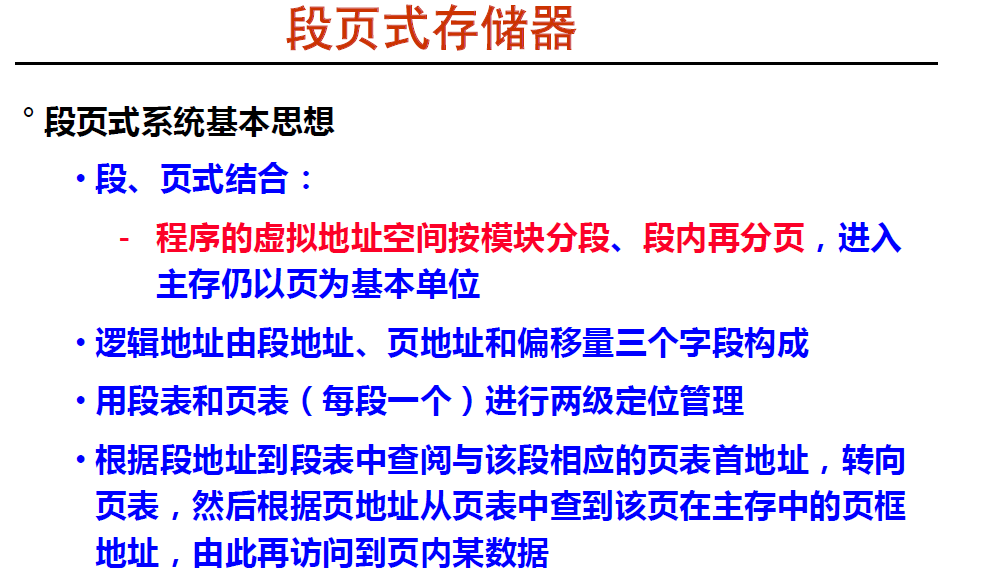 段页式存储器
° 段页式系统基本思想
• 段、页式结合：
- 程序的虚拟地址空间按模块分段、段内再分页，进入
主存仍以页为基本单位
• 逻辑地址由段地址、页地址和偏移量三个字段构成
• 用段表和页表（每段一个）进行两级定位管理
• 根据段地址到段表中查阅与该段相应的页表首地址，转向
页表，然后根据页地址从页表中查到该页在主存中的页框
地址，由此再访问到页内某数据